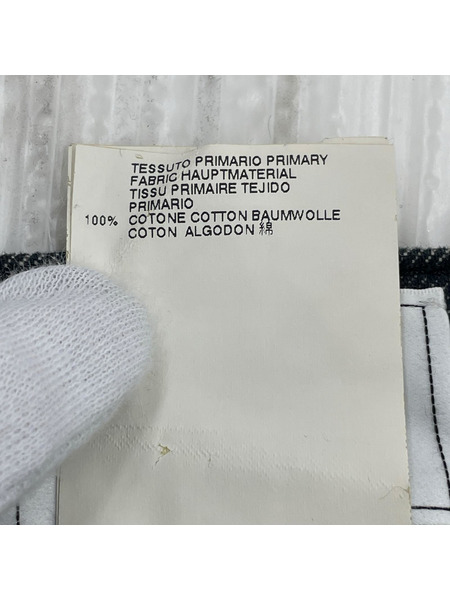 TESSUTO PRIMARIO PRIMARY
FABRIC HAUPTMATERIAL
TISSU PRIMAIRE TEJIDO
PRIMARIO
100% COTONE COTTON BAUMWOLLE
COTON ALGODON 綿